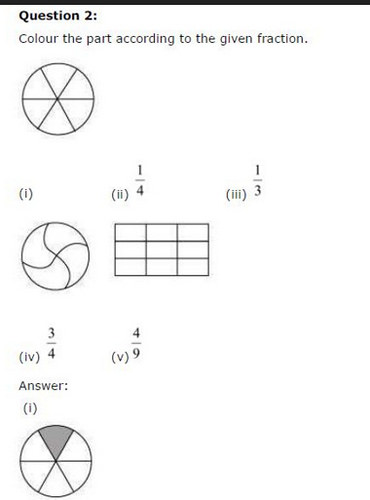 Question 2:
Colour the part according to the given fraction.
(i) (ii) 1/4 (iii) 1/3
(iv) 3/4 (v) 4/9
Answer:
(i)